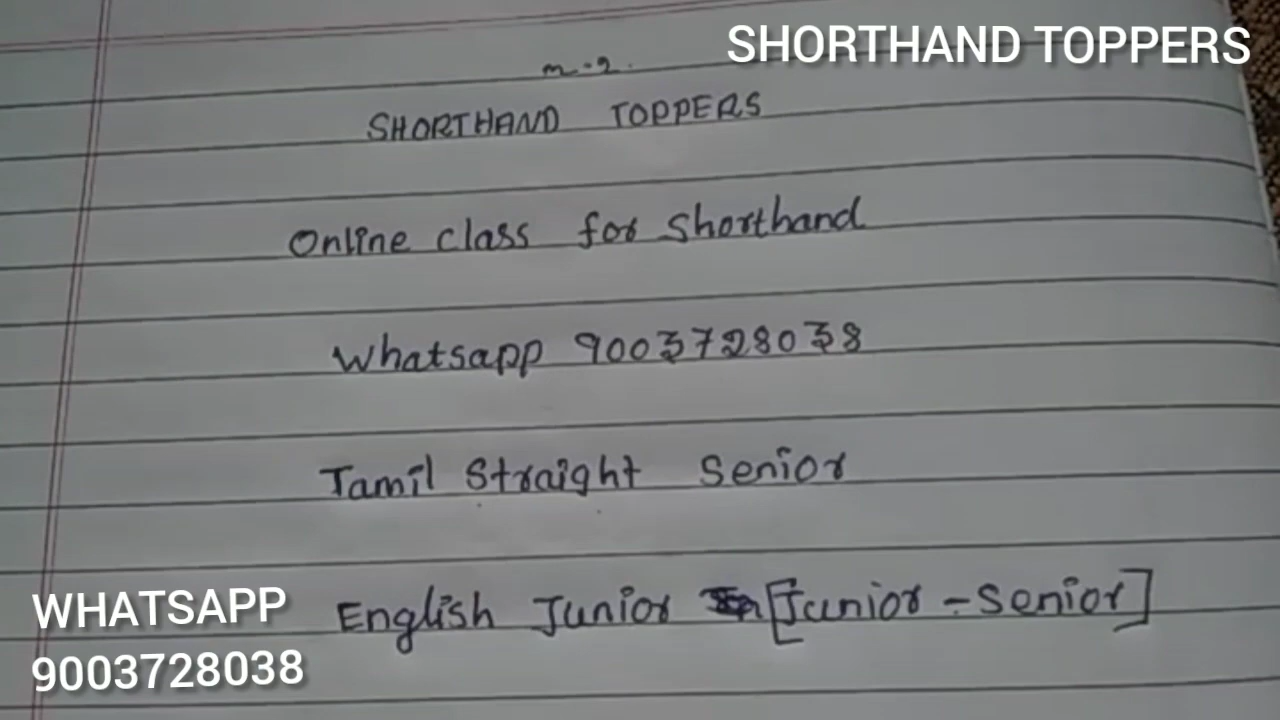 SHORTHAND TOPPERS
SHORTHAND TOPPERS
Online class for Shorthand
Whatsapp 9003728038
Tamil Straight Senior
English Junior [Junior - Senior]
WHATSAPP
9003728038